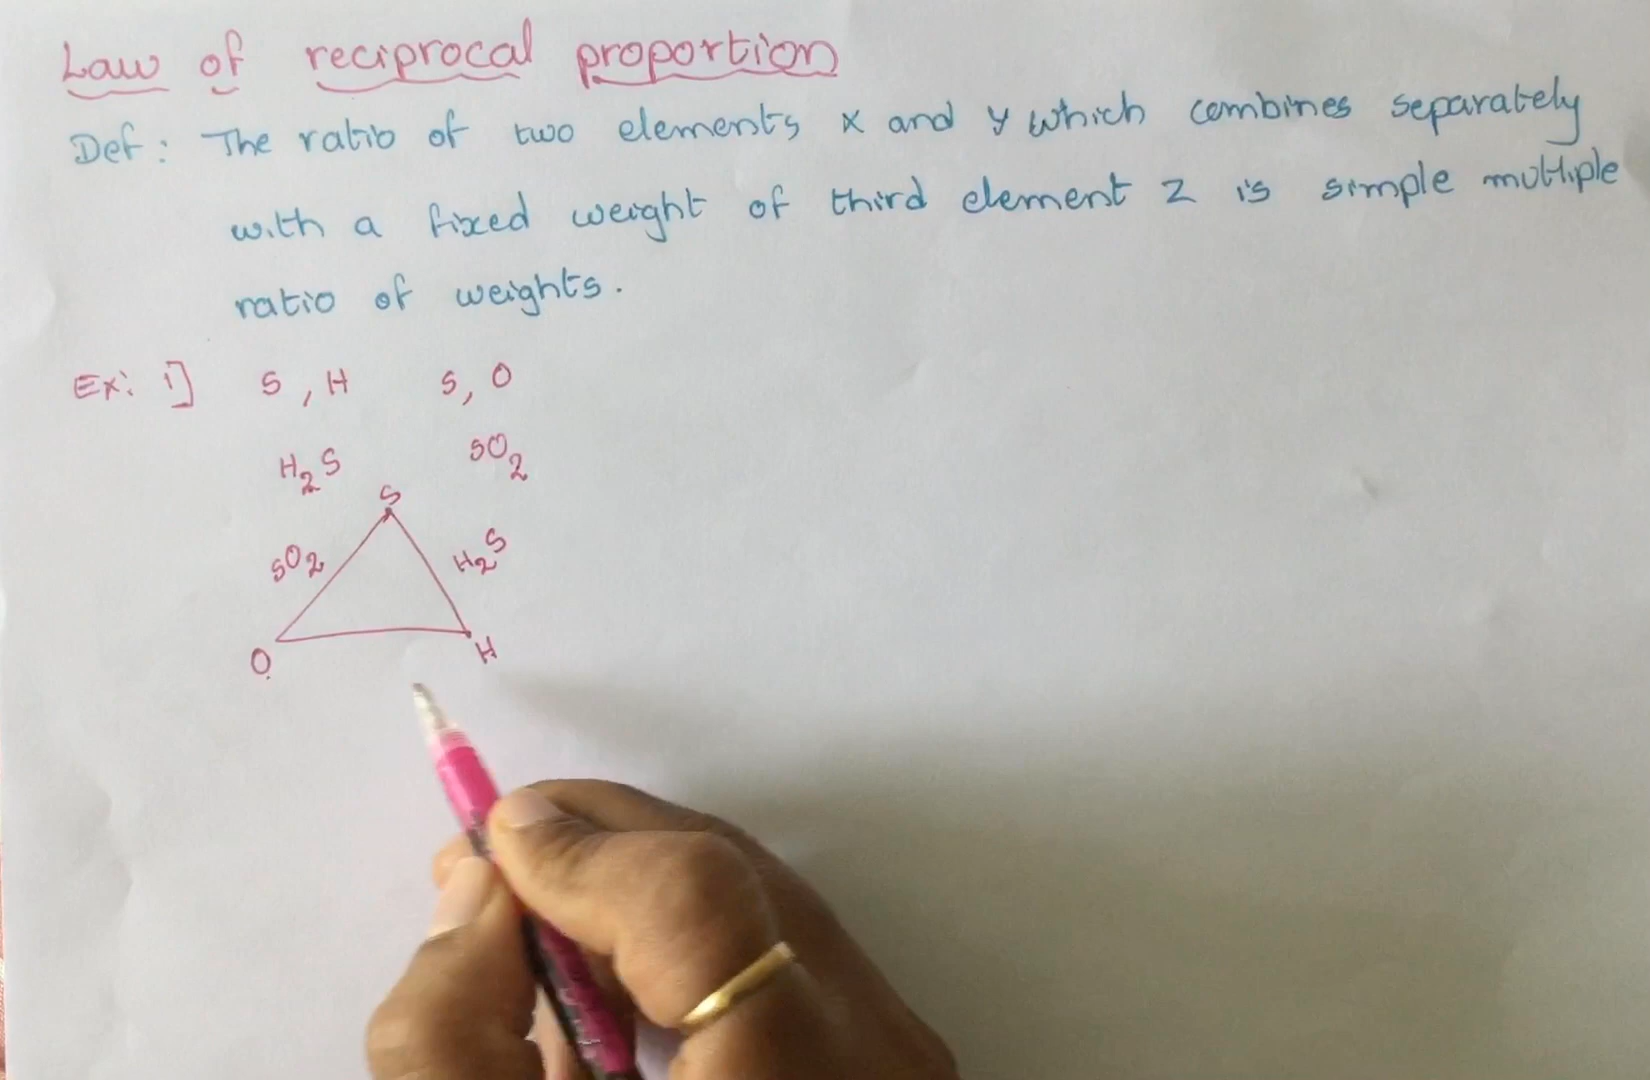 Law of reciprocal proportion
Def: The ratio of two elements x and y which combines separately
with a fixed weight of third element z is simple multiple
ratio of weights.
Ex: 1] S, H S, O
H2S SO2
S
SO2 H2S
O H